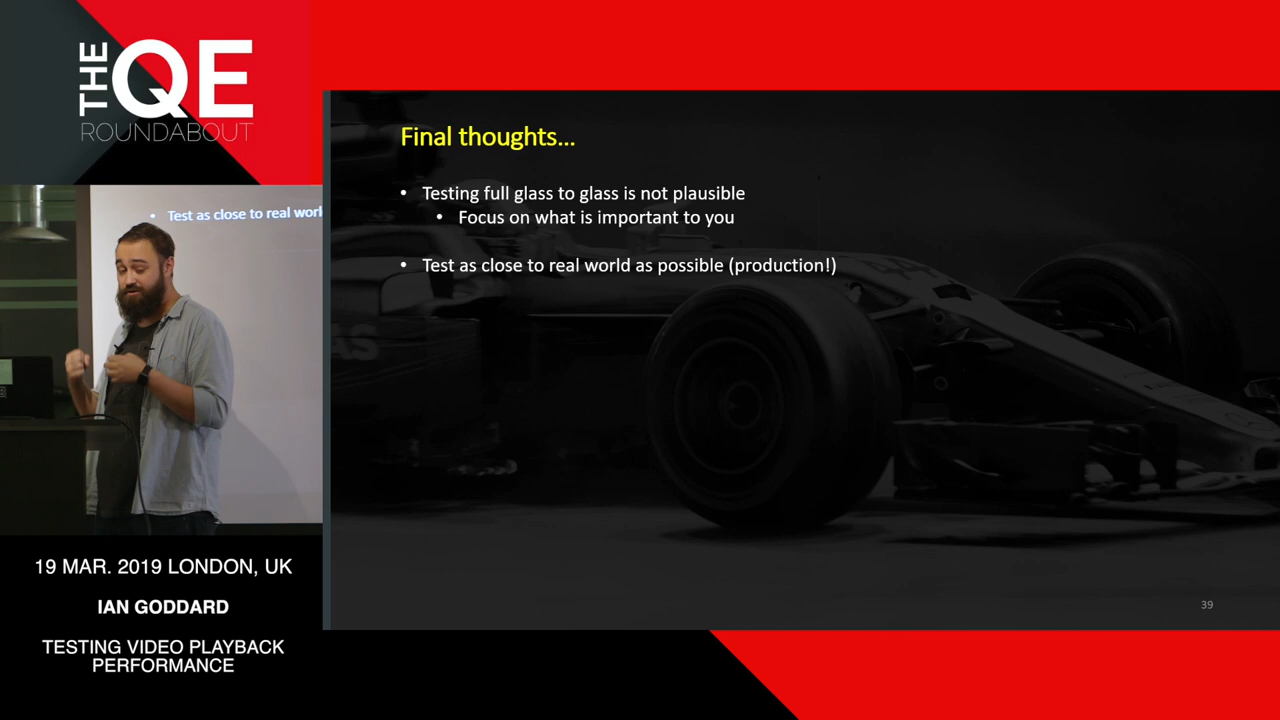 THE
QE
ROUNDABOUT
Final thoughts...
• Testing full glass to glass is not plausible
• Focus on what is important to you
• Test as close to real world as possible (production!)
39
• Test as close to real worl
19 MAR. 2019 LONDON, UK
IAN GODDARD
TESTING VIDEO PLAYBACK
PERFORMANCE